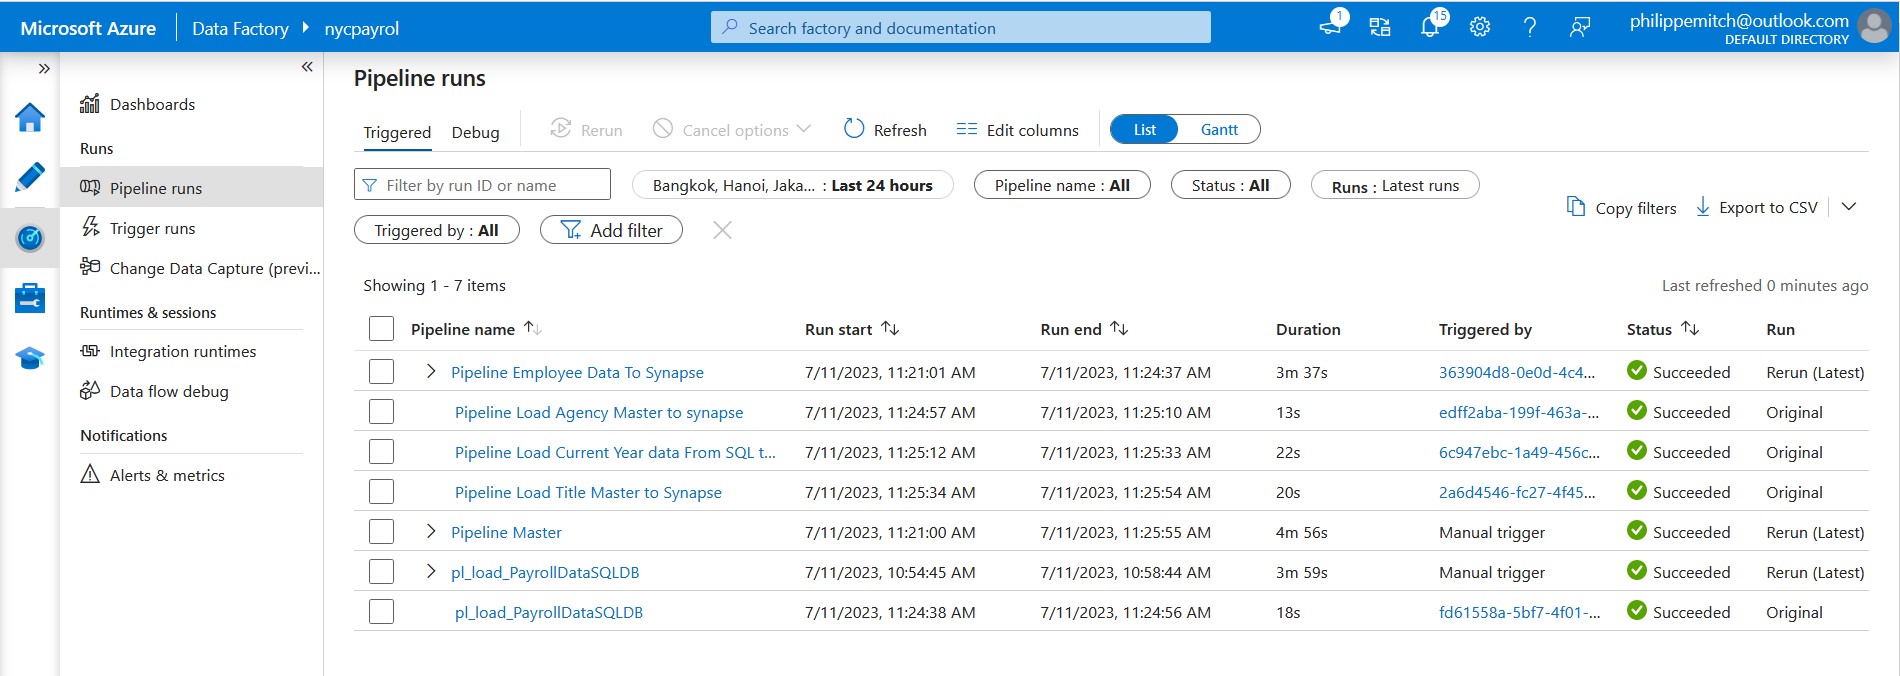 Microsoft Azure
Data Factory
nycpayrol
Search factory and documentation
1
15
philippemitch@outlook.com
DEFAULT DIRECTORY
Dashboards
Runs
Pipeline runs
Trigger runs
Change Data Capture (previ...
Runtimes & sessions
Integration runtimes
Data flow debug
Notifications
Alerts & metrics
Pipeline runs
Triggered Debug Rerun Cancel options Refresh Edit columns List Gantt
Filter by run ID or name Bangkok, Hanoi, Jaka... : Last 24 hours Pipeline name : All Status : All Runs : Latest runs
Copy filters Export to CSV
Triggered by : All Add filter
Showing 1 - 7 items Last refreshed 0 minutes ago
Pipeline name Run start Run end Duration Triggered by Status Run
Pipeline Employee Data To Synapse 7/11/2023, 11:21:01 AM 7/11/2023, 11:24:37 AM 3m 37s 363904d8-0e0d-4c4... Succeeded Rerun (Latest)
Pipeline Load Agency Master to synapse 7/11/2023, 11:24:57 AM 7/11/2023, 11:25:10 AM 13s edff2aba-199f-463a-... Succeeded Original
Pipeline Load Current Year data From SQL t... 7/11/2023, 11:25:12 AM 7/11/2023, 11:25:33 AM 22s 6c947ebc-1a49-456c... Succeeded Original
Pipeline Load Title Master to Synapse 7/11/2023, 11:25:34 AM 7/11/2023, 11:25:54 AM 20s 2a6d4546-fc27-4f45... Succeeded Original
Pipeline Master 7/11/2023, 11:21:00 AM 7/11/2023, 11:25:55 AM 4m 56s Manual trigger Succeeded Rerun (Latest)
pl_load_PayrollDataSQLDB 7/11/2023, 10:54:45 AM 7/11/2023, 10:58:44 AM 3m 59s Manual trigger Succeeded Rerun (Latest)
pl_load_PayrollDataSQLDB 7/11/2023, 11:24:38 AM 7/11/2023, 11:24:56 AM 18s fd61558a-5bf7-4f01-... Succeeded Original